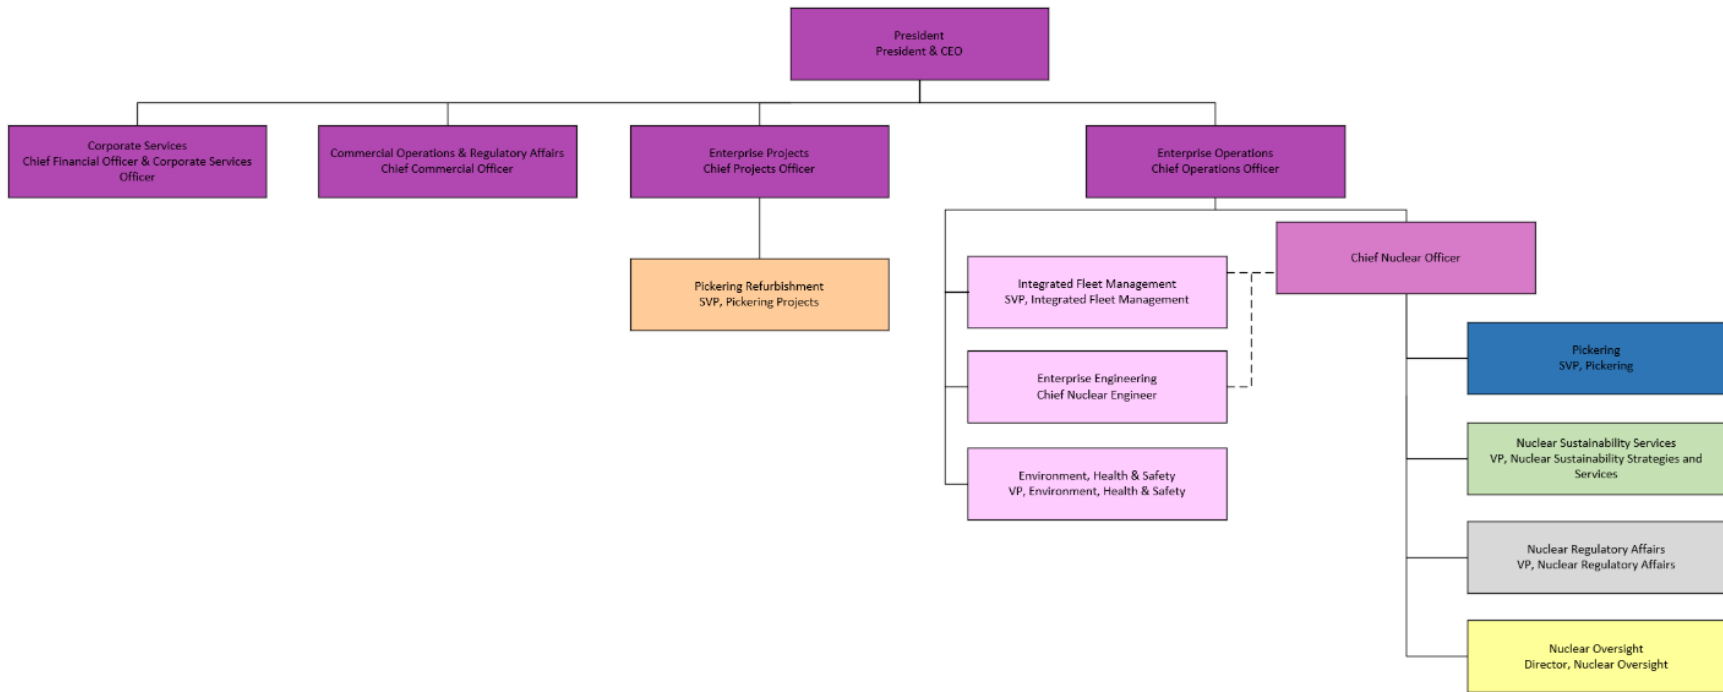 President
President & CEO
Corporate Services
Chief Financial Officer & Corporate Services
Officer
Commercial Operations & Regulatory Affairs
Chief Commercial Officer
Enterprise Projects
Chief Projects Officer
Enterprise Operations
Chief Operations Officer
Pickering Refurbishment
SVP, Pickering Projects
Integrated Fleet Management
SVP, Integrated Fleet Management
Enterprise Engineering
Chief Nuclear Engineer
Environment, Health & Safety
VP, Environment, Health & Safety
Chief Nuclear Officer
Pickering
SVP, Pickering
Nuclear Sustainability Services
VP, Nuclear Sustainability Strategies and
Services
Nuclear Regulatory Affairs
VP, Nuclear Regulatory Affairs
Nuclear Oversight
Director, Nuclear Oversight